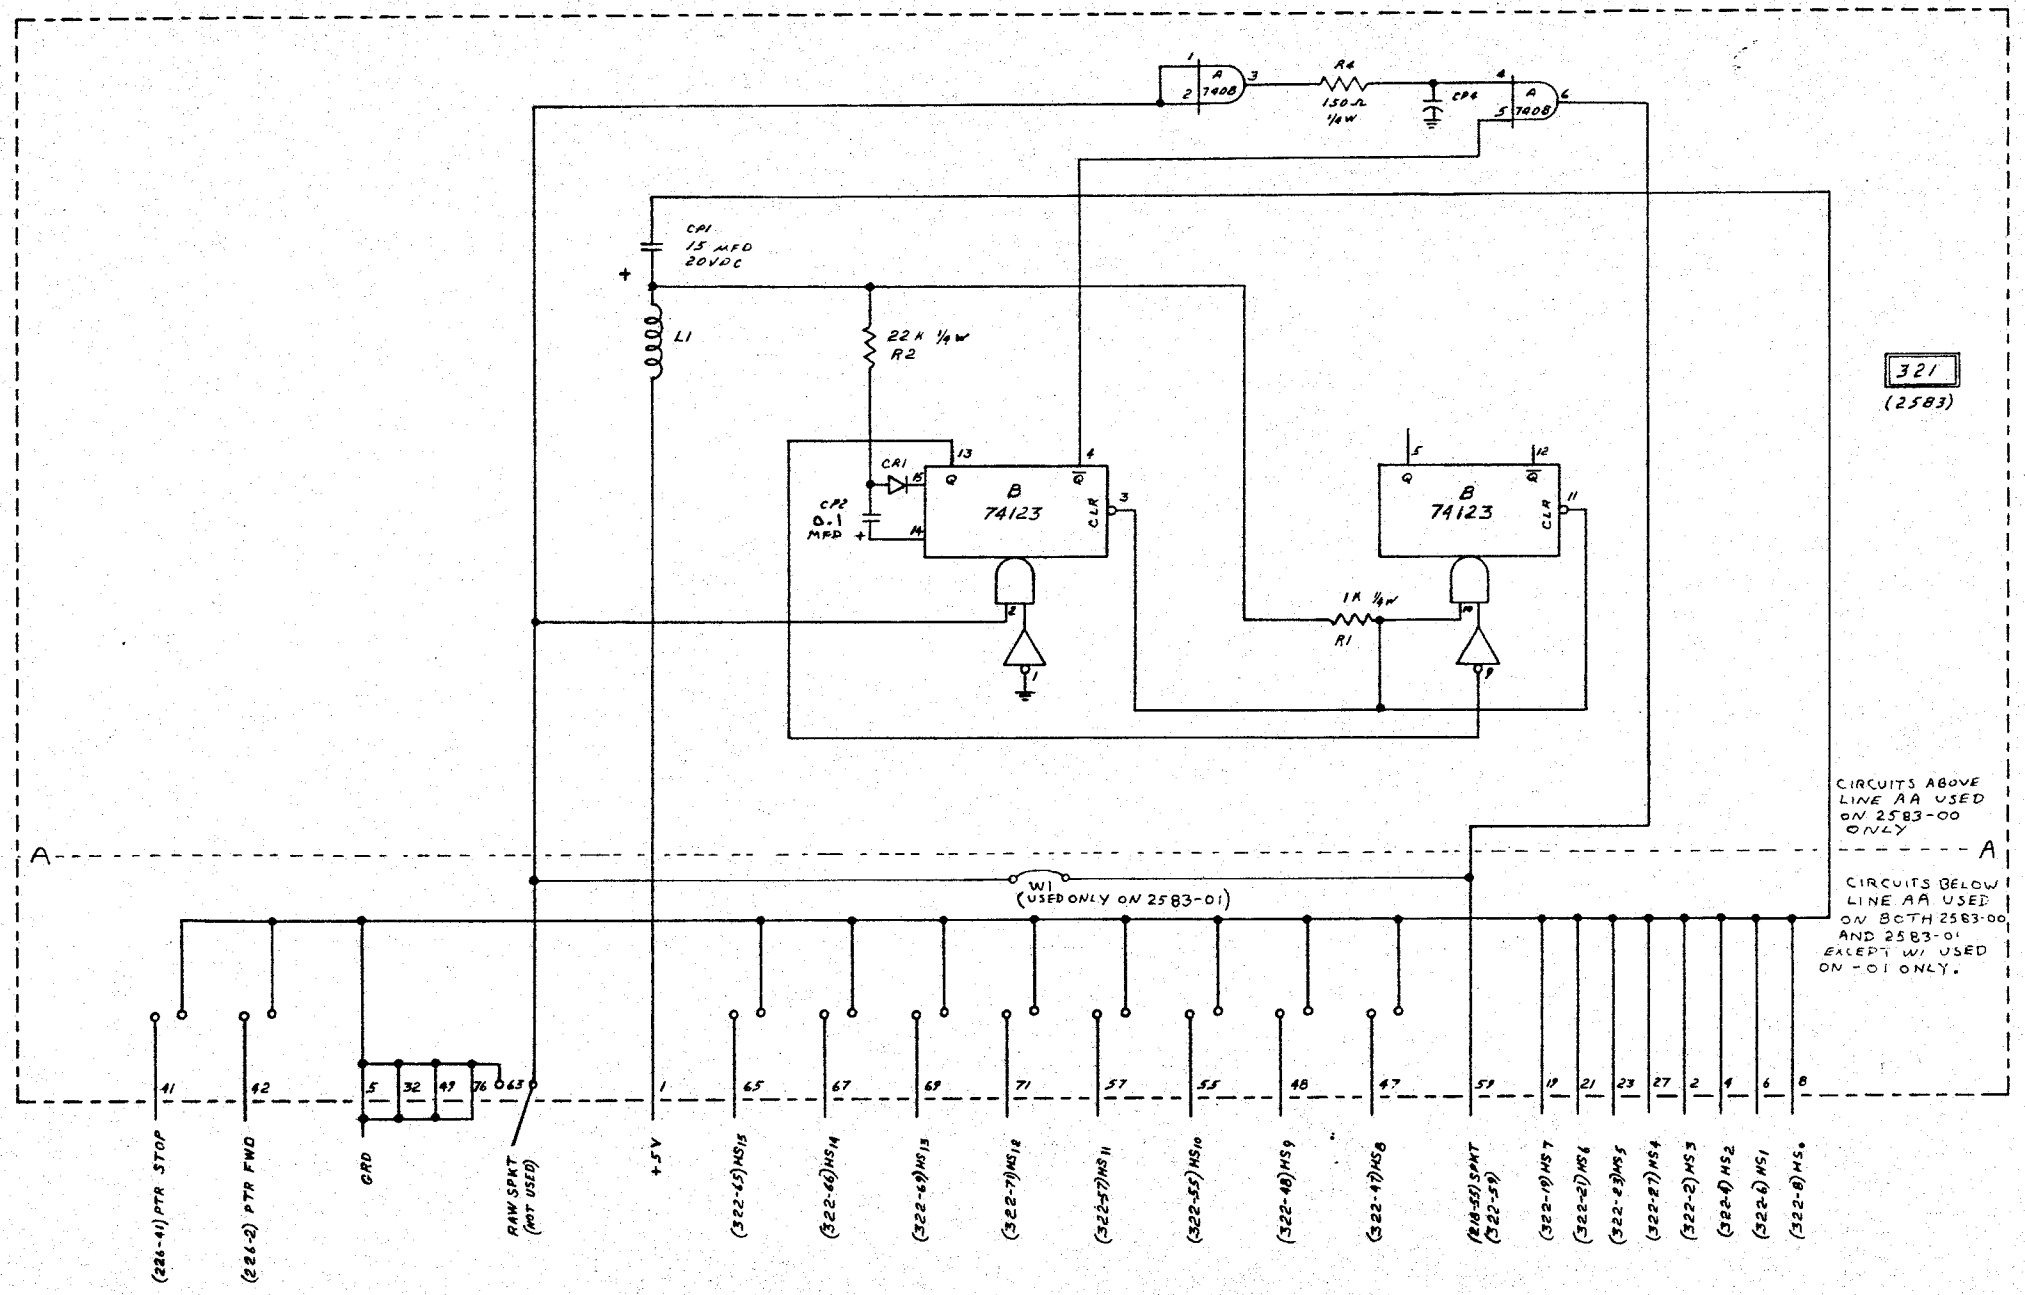 1
2
A
7408
3
R4
150Ω
1/4W
CP4
4
5
A
7408
6
CP1
15 MFD
20VDC
+
L1
22K 1/4W
R2
321
(2583)
CR1
15
13
Q
4
Q̅
B
74123
CLR
3
CP2
0.1
MFD +
14
2
1
5
Q
12
Q̅
B
74123
CLR
11
1K 1/4W
R1
10
9
CIRCUITS ABOVE
LINE AA USED
ON 2583-00
ONLY
A
A
W1
(USED ONLY ON 2583-01)
CIRCUITS BELOW
LINE AA USED
ON BOTH 2583-00
AND 2583-01
EXCEPT W1 USED
ON -01 ONLY.
41
42
5
32
49
76
63
1
65
67
69
71
57
55
48
47
59
19
21
23
27
2
4
6
8
(226-41) PTR STOP
(226-2) PTR FWD
GRD
RAW SPKT
(NOT USED)
+5V
(322-65) HS15
(322-66) HS14
(322-69) HS13
(322-71) HS12
(322-57) HS11
(322-55) HS10
(322-48) HS9
(322-47) HS8
(218-55) SPKT
(322-59)
(322-19) HS7
(322-21) HS6
(322-23) HS5
(322-27) HS4
(322-2) HS3
(322-4) HS2
(322-6) HS1
(322-8) HS0